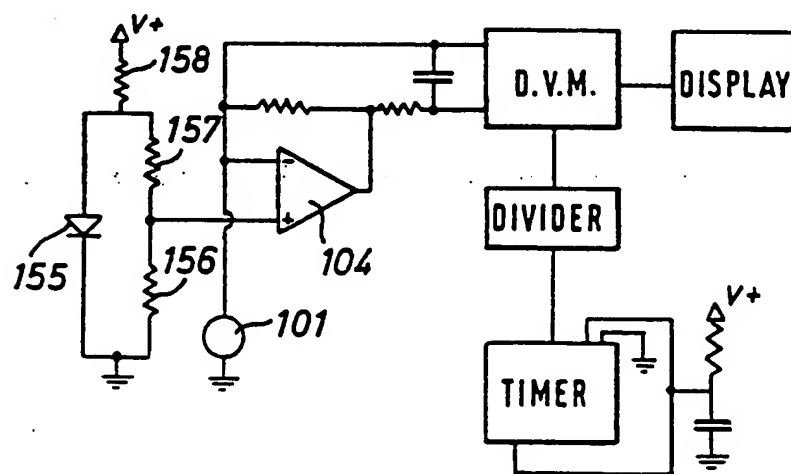 V+
158
157
155
156
101
104
D.V.M.
DISPLAY
DIVIDER
TIMER
V+
-
+